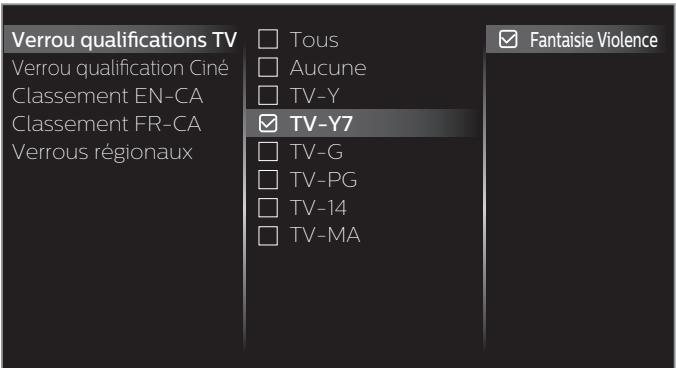 Verrou qualifications TV
Verrou qualification Ciné
Classement EN-CA
Classement FR-CA
Verrous régionaux
Tous
Aucune
TV-Y
TV-Y7
TV-G
TV-PG
TV-14
TV-MA
Fantaisie Violence